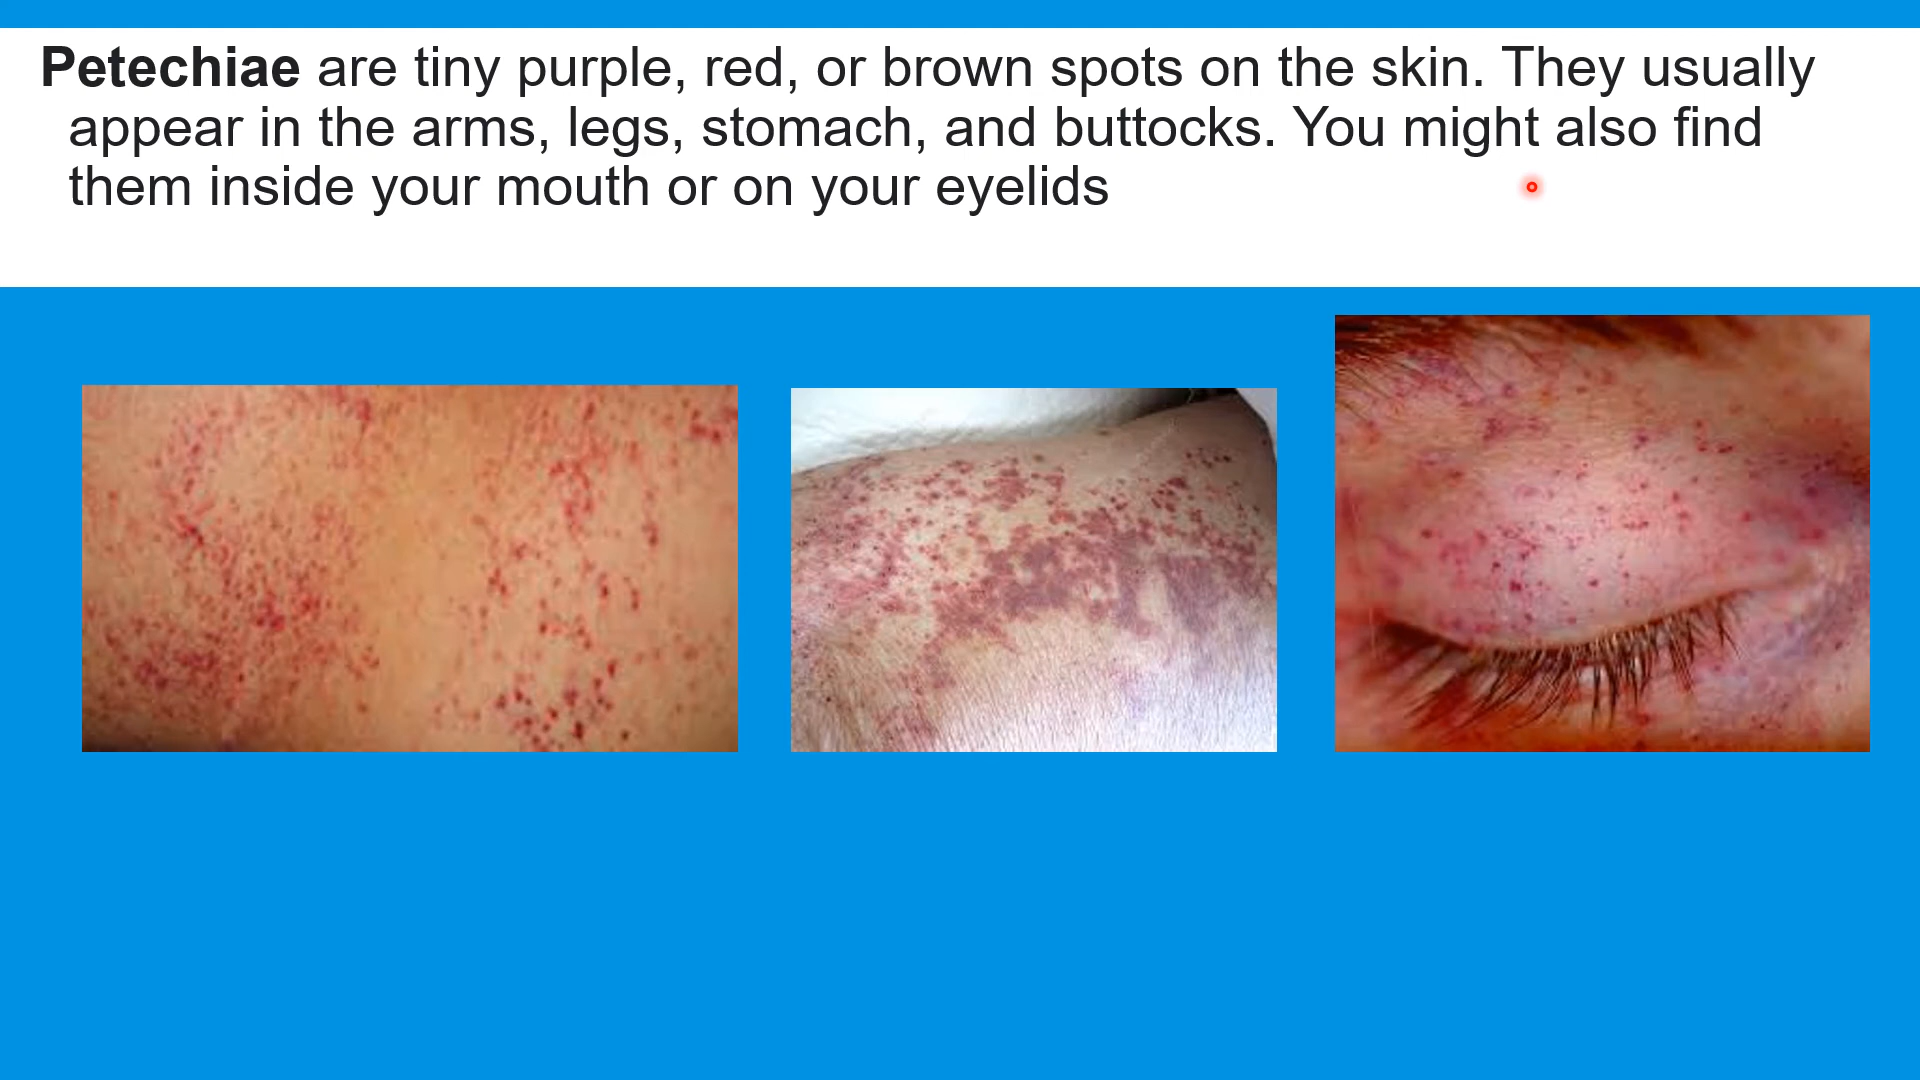 Petechiae are tiny purple, red, or brown spots on the skin. They usually
appear in the arms, legs, stomach, and buttocks. You might also find
them inside your mouth or on your eyelids